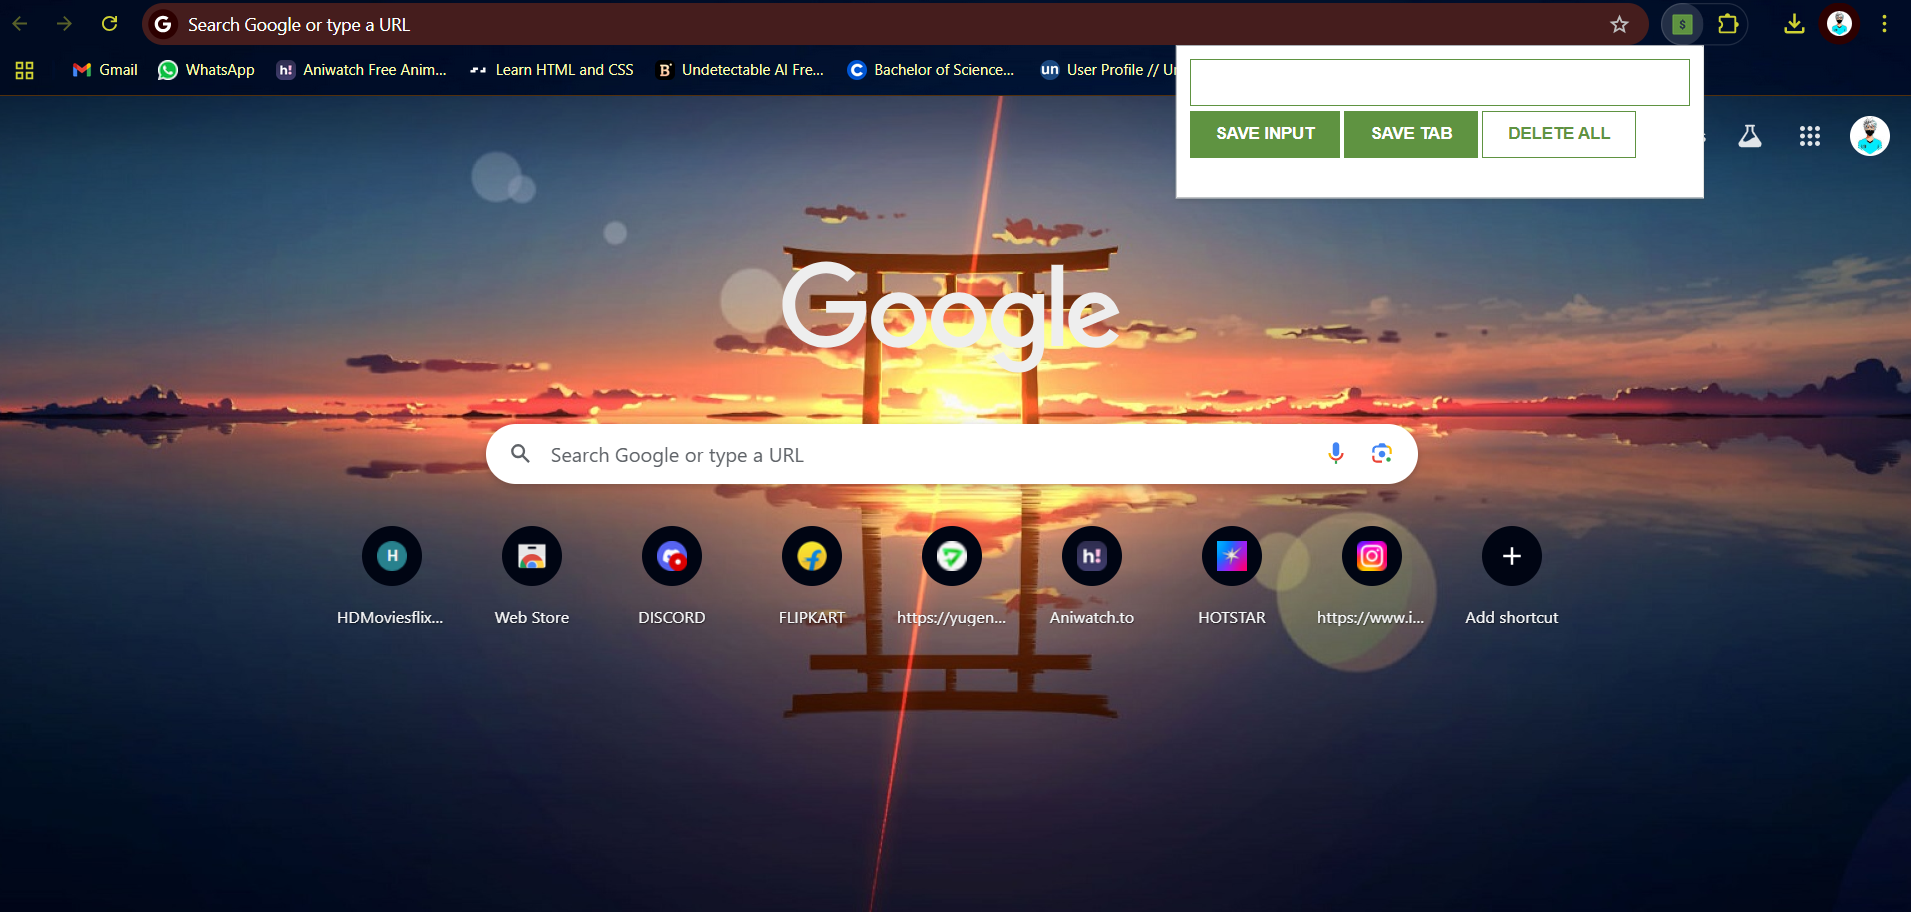 Search Google or type a URL
Gmail
WhatsApp
Aniwatch Free Anim...
Learn HTML and CSS
Undetectable AI Fre...
Bachelor of Science...
User Profile // Ur
SAVE INPUT
SAVE TAB
DELETE ALL
Google
Search Google or type a URL
HDMoviesflix...
Web Store
DISCORD
FLIPKART
https://yugen...
Aniwatch.to
HOTSTAR
https://www.i...
Add shortcut